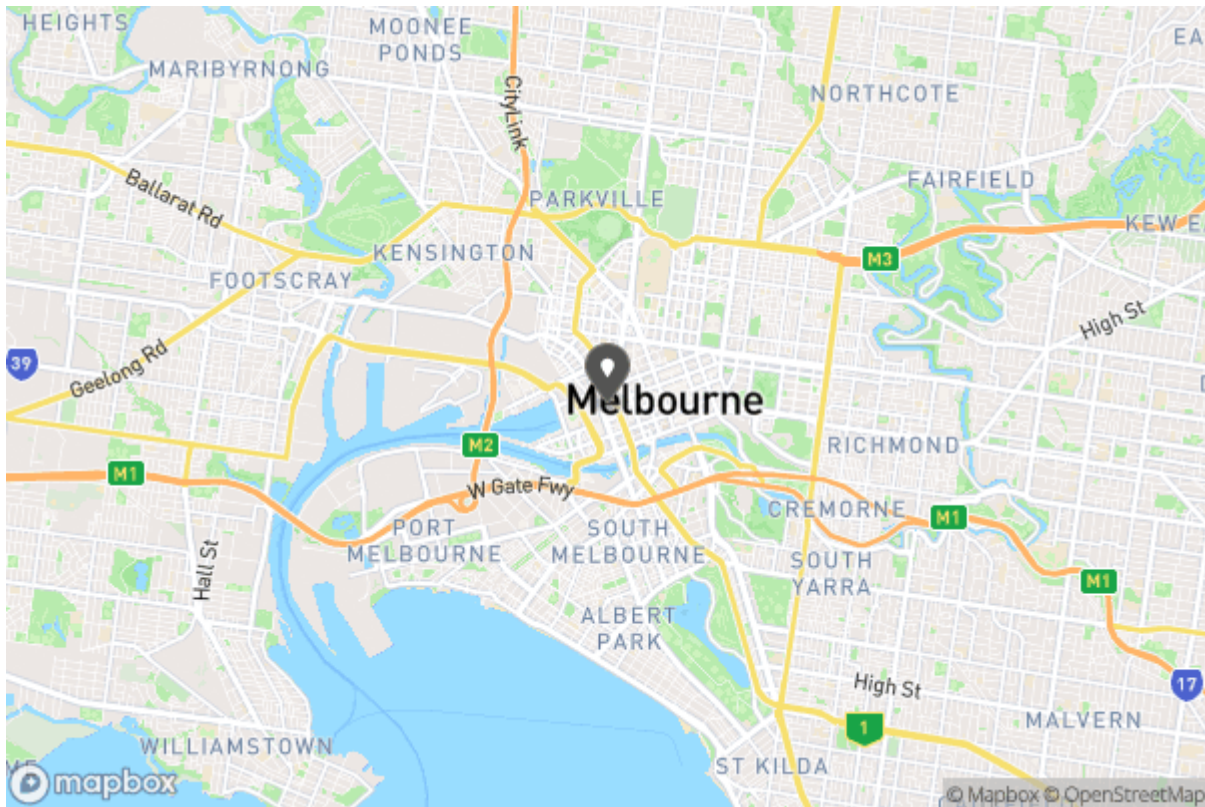 HEIGHTS
MOONEE
PONDS
MARIBYRNONG
CityLink
NORTHCOTE
Ballarat Rd
PARKVILLE
FAIRFIELD
KENSINGTON
KEW E
FOOTSCRAY
M3
High St
39
Geelong Rd
Melbourne
M2
RICHMOND
M1
W Gate Fwy
PORT
MELBOURNE
SOUTH
MELBOURNE
CREMORNE
M1
Hall St
SOUTH
YARRA
M1
ALBERT
PARK
High St
17
1
MALVERN
WILLIAMSTOWN
ST KILDA
mapbox
© Mapbox © OpenStreetMap